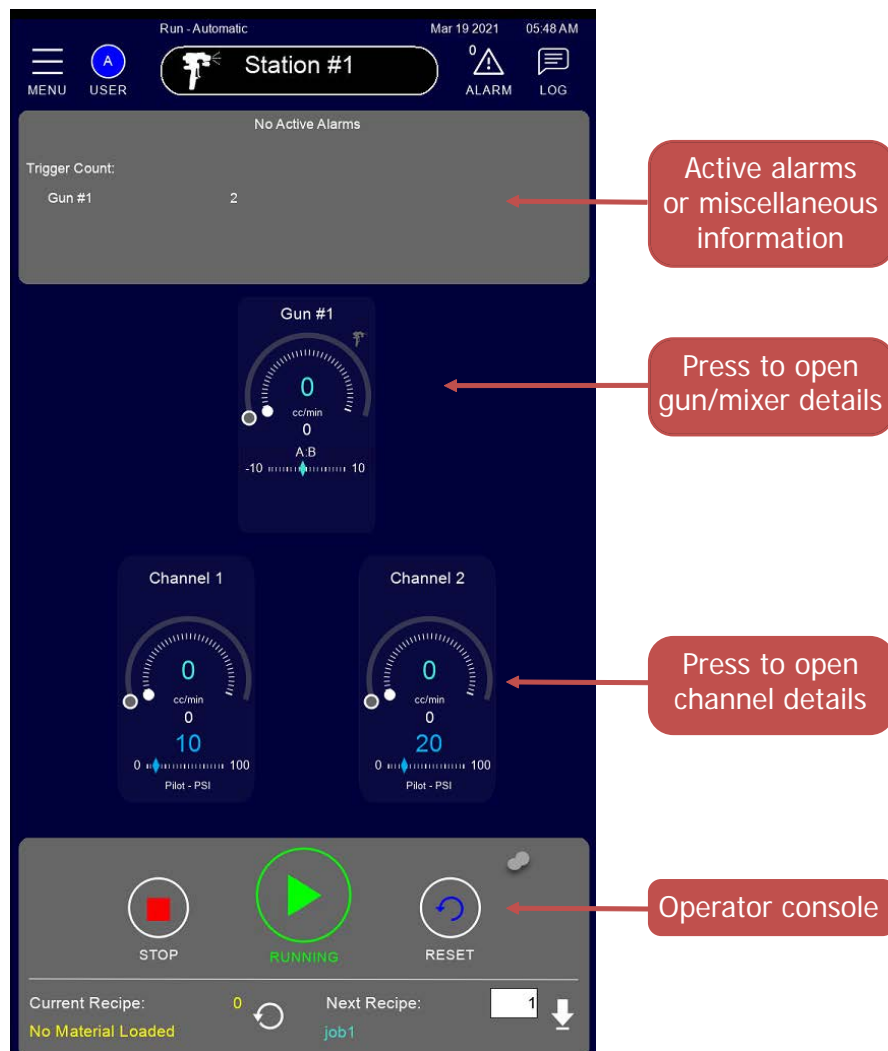 Run - Automatic
Mar 19 2021
05:48 AM
MENU
A
USER
Station #1
0
ALARM
LOG
No Active Alarms
Trigger Count:
Gun #1
2
Active alarms
or miscellaneous
information
Gun #1
0
cc/min
0
A:B
-10
10
Press to open
gun/mixer details
Channel 1
0
cc/min
0
10
0
100
Pilot - PSI
Channel 2
0
cc/min
0
20
0
100
Pilot - PSI
Press to open
channel details
STOP
RUNNING
RESET
Operator console
Current Recipe:
0
No Material Loaded
Next Recipe:
1
job1